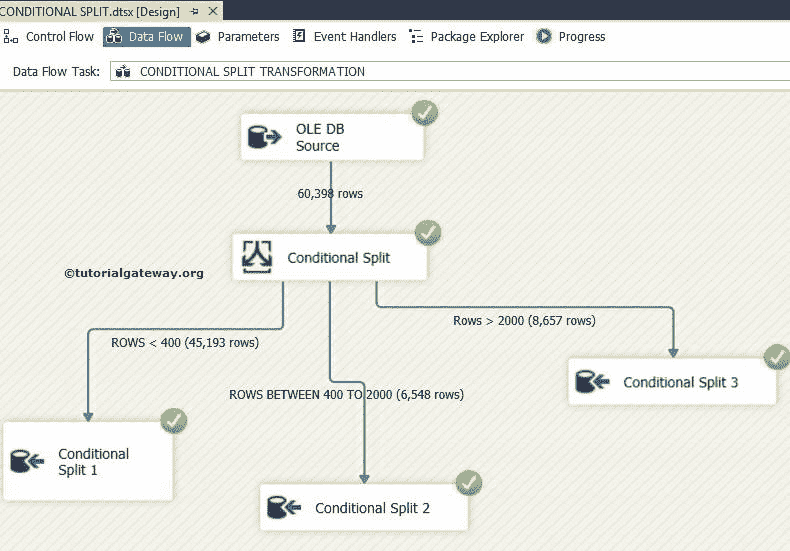 CONDITIONAL SPLIT.dtsx [Design]
Control Flow Data Flow Parameters Event Handlers Package Explorer Progress
Data Flow Task: CONDITIONAL SPLIT TRANSFORMATION
OLE DB
Source
60,398 rows
Conditional Split
©tutorialgateway.org
Rows > 2000 (8,657 rows)
ROWS < 400 (45,193 rows)
Conditional Split 3
ROWS BETWEEN 400 TO 2000 (6,548 rows)
Conditional
Split 1
Conditional Split 2